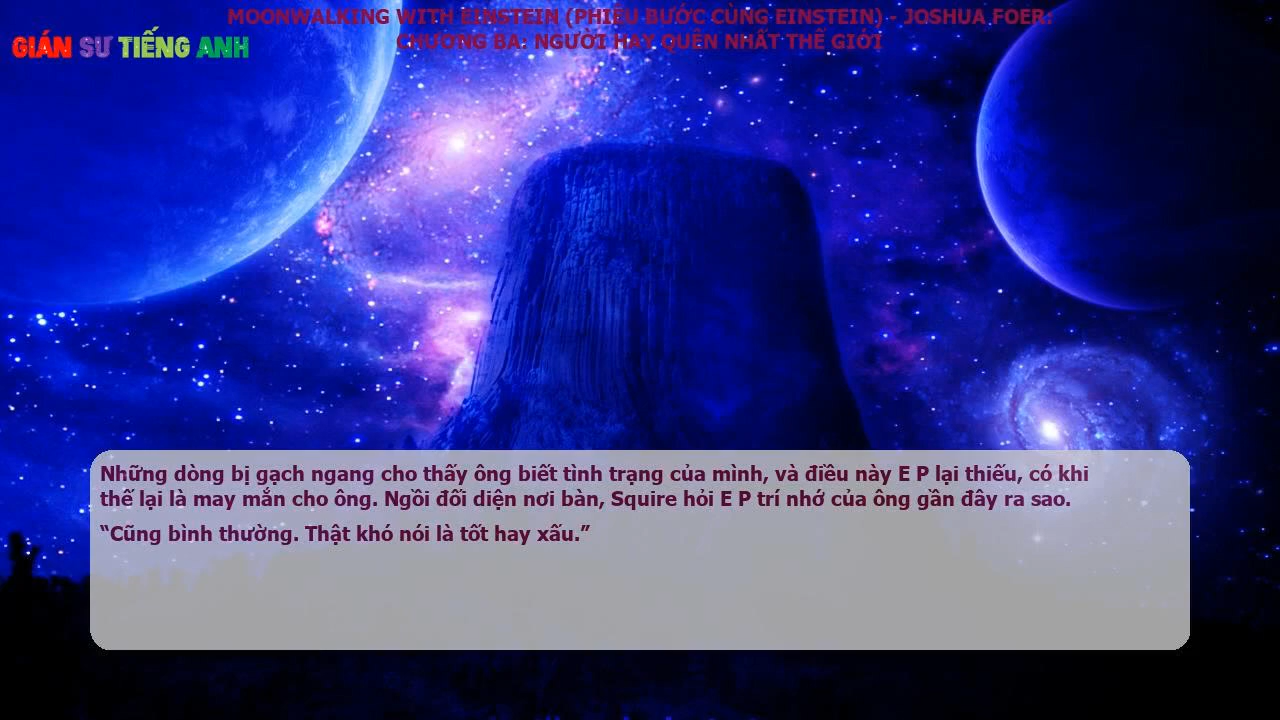 MOONWALKING WITH EINSTEIN (PHIÊU BƯỚC CÙNG EINSTEIN) - JOSHUA FOER:
CHƯƠNG BA: NGƯỜI HAY QUÊN NHẤT THẾ GIỚI
GIÁN SƯ TIẾNG ANH
Những dòng bị gạch ngang cho thấy ông biết tình trạng của mình, và điều này E P lại thiếu, có khi
thế lại là may mắn cho ông. Ngồi đối diện nơi bàn, Squire hỏi E P trí nhớ của ông gần đây ra sao.
“Cũng bình thường. Thật khó nói là tốt hay xấu.”